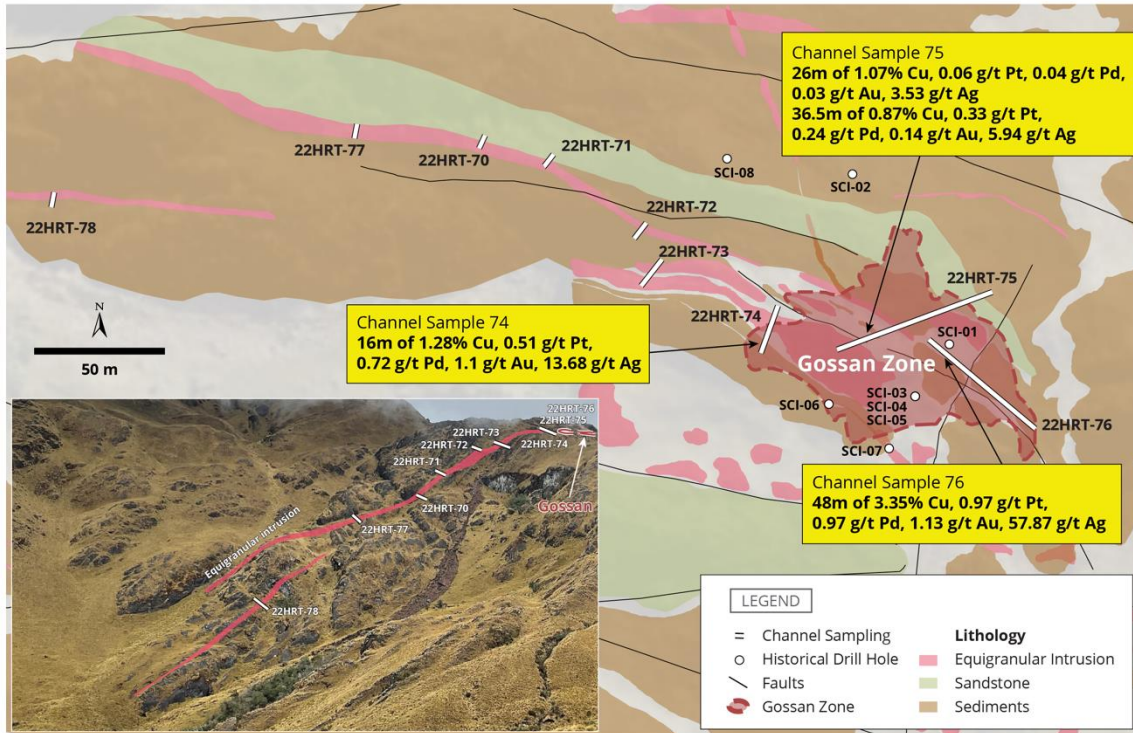 Channel Sample 75
26m of 1.07% Cu, 0.06 g/t Pt, 0.04 g/t Pd,
0.03 g/t Au, 3.53 g/t Ag
36.5m of 0.87% Cu, 0.33 g/t Pt,
0.24 g/t Pd, 0.14 g/t Au, 5.94 g/t Ag
22HRT-77
22HRT-70
22HRT-71
SCI-08
SCI-02
22HRT-78
22HRT-72
22HRT-73
22HRT-75
22HRT-74
N
50 m
Channel Sample 74
16m of 1.28% Cu, 0.51 g/t Pt,
0.72 g/t Pd, 1.1 g/t Au, 13.68 g/t Ag
SCI-01
Gossan Zone
SCI-03
SCI-04
SCI-05
SCI-06
22HRT-76
SCI-07
Channel Sample 76
48m of 3.35% Cu, 0.97 g/t Pt,
0.97 g/t Pd, 1.13 g/t Au, 57.87 g/t Ag
22HRT-76
22HRT-75
22HRT-73
22HRT-72
22HRT-74
22HRT-71
22HRT-70
Gossan
22HRT-77
Equigranular intrusion
22HRT-78
LEGEND
Channel Sampling
Historical Drill Hole
Faults
Gossan Zone
Lithology
Equigranular Intrusion
Sandstone
Sediments